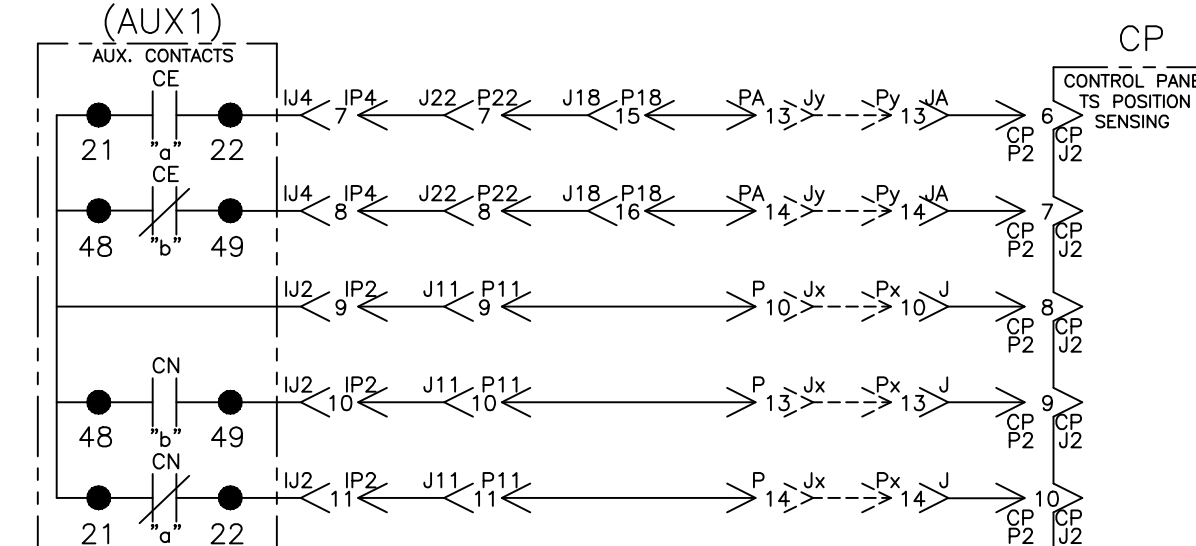 (AUX1)
AUX. CONTACTS
CP
CONTROL PANE
TS POSITION
SENSING
CE
IJ4 IP4 J22 P22 J18 P18 PA Jy Py JA
7 7 15 13 13 6
21 "a" 22
CP CP
P2 J2
CE
IJ4 IP4 J22 P22 J18 P18 PA Jy Py JA
8 8 16 14 14 7
48 "b" 49
CP CP
P2 J2
IJ2 IP2 J11 P11 P Jx Px J
9 9 10 10 8
CP CP
P2 J2
CN
IJ2 IP2 J11 P11 P Jx Px J
10 10 13 13 9
48 "b" 49
CP CP
P2 J2
CN
IJ2 IP2 J11 P11 P Jx Px J
11 11 14 14 10
21 "a" 22
CP CP
P2 J2